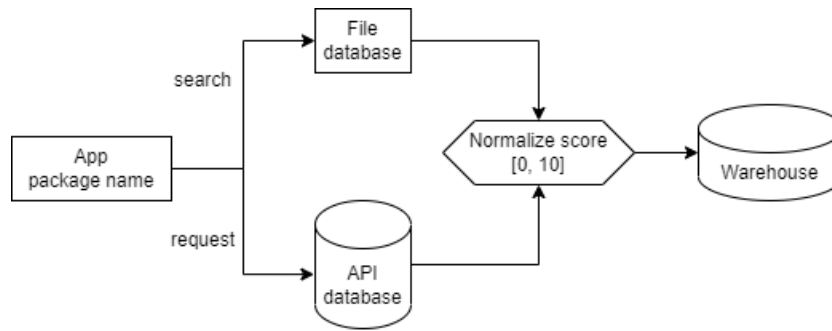 File
database
search
App
package name
Normalize score
[0, 10]
Warehouse
request
API
database